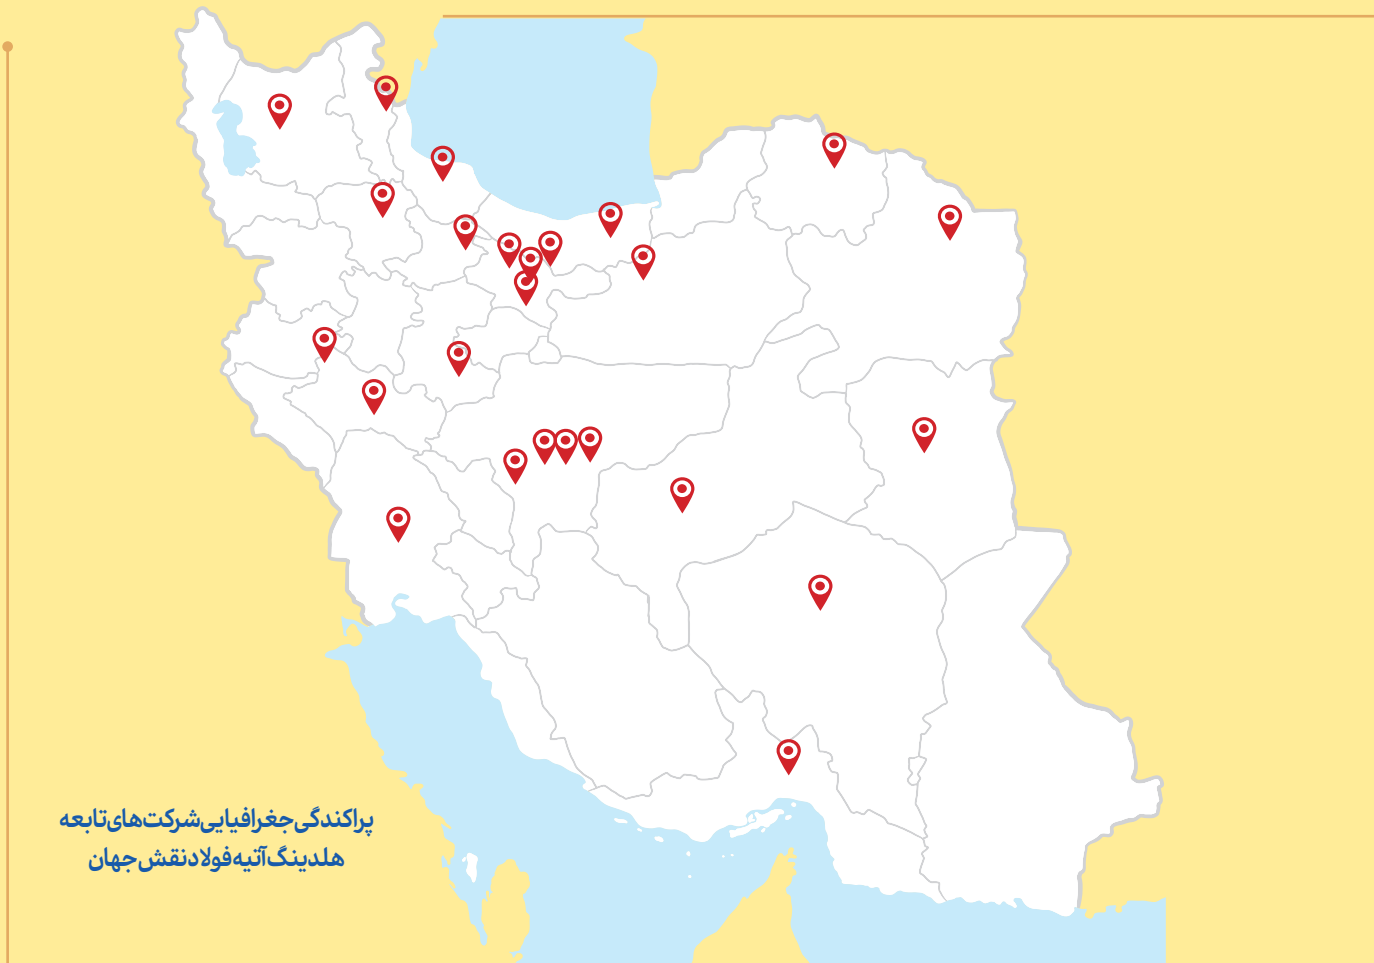 پراکندگی جغرافیایی شرکت‌های تابعه
هلدینگ آتیه فولاد نقش جهان